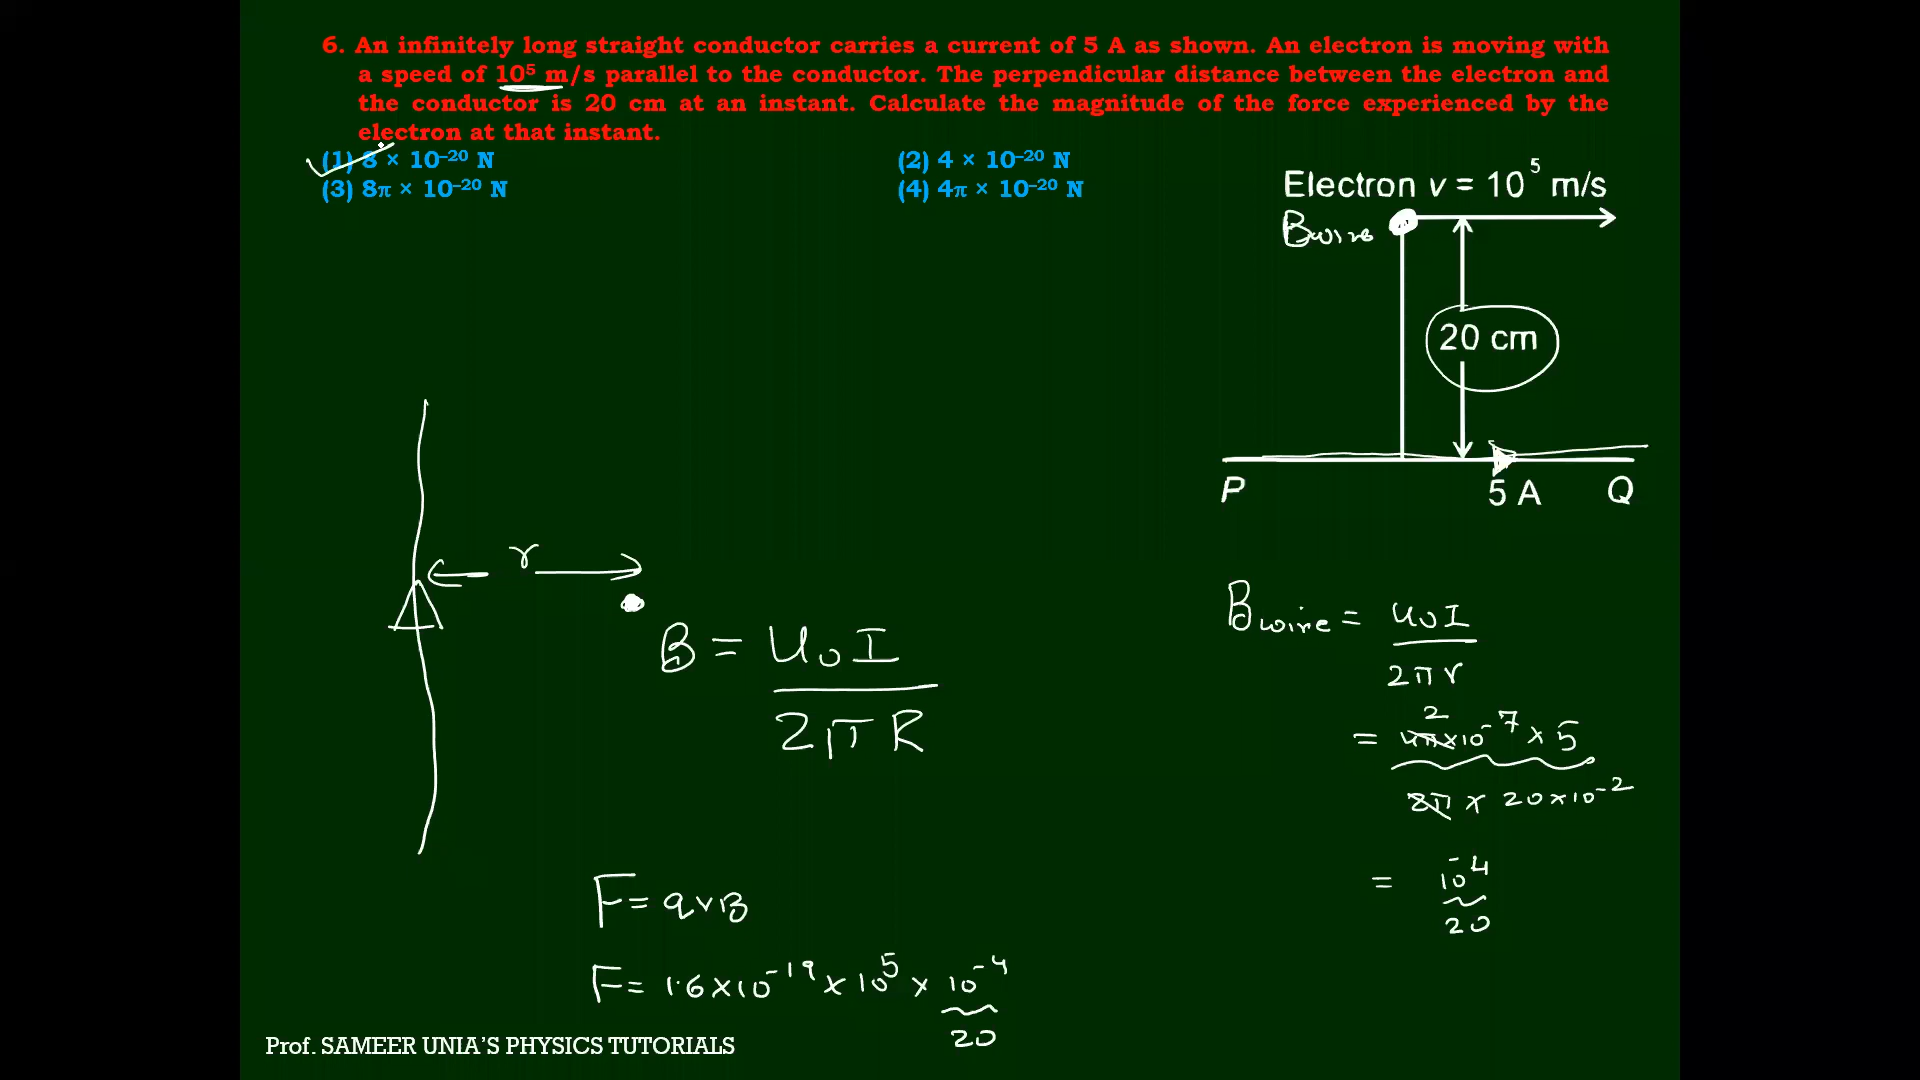 6. An infinitely long straight conductor carries a current of 5 A as shown. An electron is moving with
a speed of 10⁵ m/s parallel to the conductor. The perpendicular distance between the electron and
the conductor is 20 cm at an instant. Calculate the magnitude of the force experienced by the
electron at that instant.
(1) 8 × 10⁻²⁰ N
(2) 4 × 10⁻²⁰ N
(3) 8π × 10⁻²⁰ N
(4) 4π × 10⁻²⁰ N
Electron v = 10⁵ m/s
Bwire
20 cm
P
5 A
Q
r
B = u₀I
2πR
Bwire = u₀I
2πr
2
= 4π×10⁻⁷ × 5
2π × 20×10⁻²
= 10⁻⁴
20
F = qvB
F = 1.6×10⁻¹⁹ × 10⁵ × 10⁻⁴
20
Prof. SAMEER UNIA'S PHYSICS TUTORIALS